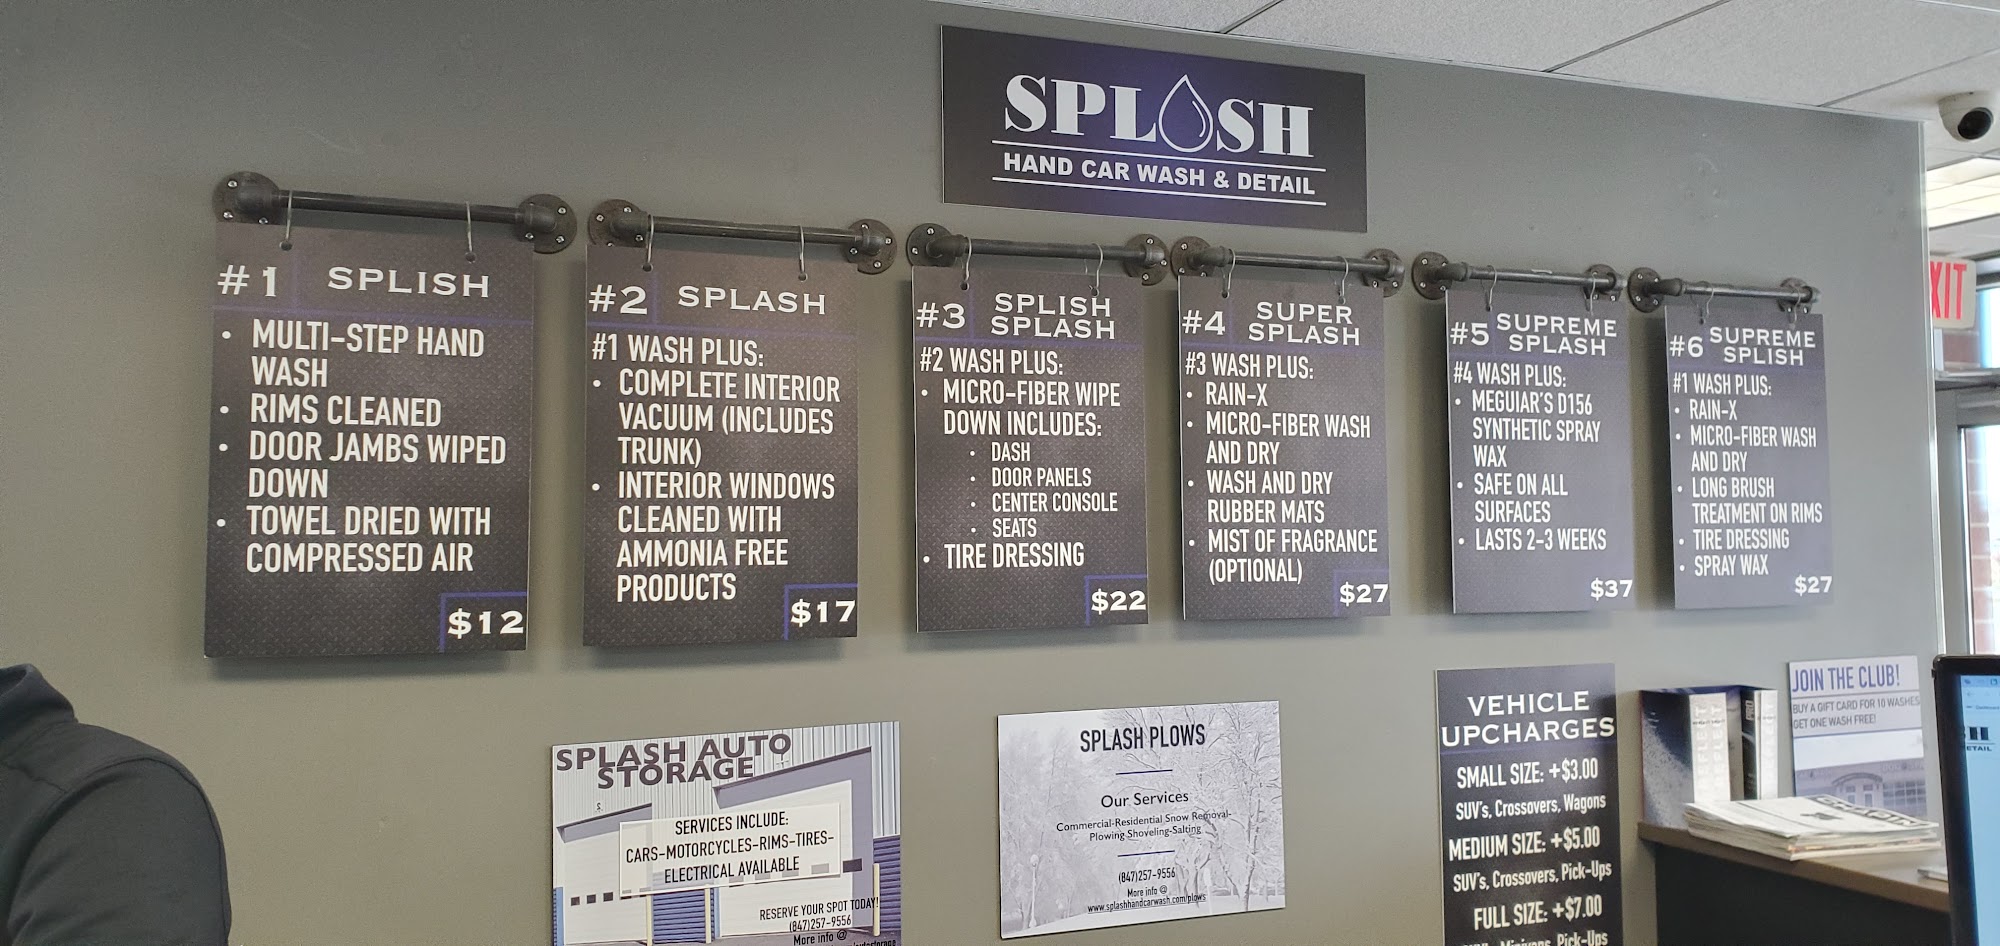 SPLOSH
HAND CAR WASH & DETAIL
EXIT
#1 SPLISH
• MULTI-STEP HAND
WASH
• RIMS CLEANED
• DOOR JAMBS WIPED
DOWN
• TOWEL DRIED WITH
COMPRESSED AIR
$12
#2 SPLASH
#1 WASH PLUS:
• COMPLETE INTERIOR
VACUUM (INCLUDES
TRUNK)
• INTERIOR WINDOWS
CLEANED WITH
AMMONIA FREE
PRODUCTS
$17
#3 SPLISH
SPLASH
#2 WASH PLUS:
• MICRO-FIBER WIPE
DOWN INCLUDES:
• DASH
• DOOR PANELS
• CENTER CONSOLE
• SEATS
• TIRE DRESSING
$22
#4 SUPER
SPLASH
#3 WASH PLUS:
• RAIN-X
• MICRO-FIBER WASH
AND DRY
• WASH AND DRY
RUBBER MATS
• MIST OF FRAGRANCE
(OPTIONAL)
$27
#5 SUPREME
SPLASH
#4 WASH PLUS:
• MEGUIAR'S D156
SYNTHETIC SPRAY
WAX
• SAFE ON ALL
SURFACES
• LASTS 2-3 WEEKS
$37
#6 SUPREME
SPLISH
#1 WASH PLUS:
• RAIN-X
• MICRO-FIBER WASH
AND DRY
• LONG BRUSH
TREATMENT ON RIMS
• TIRE DRESSING
• SPRAY WAX
$27
SPLASH AUTO
STORAGE
SERVICES INCLUDE:
CARS-MOTORCYCLES-RIMS-TIRES-
ELECTRICAL AVAILABLE
RESERVE YOUR SPOT TODAY!
(847)257-9556
More info @
SPLASH PLOWS
Our Services
Commercial-Residential Snow Removal-
Plowing Shoveling-Salting
(847)257-9556
More info @
www.splashhandcarwash.com/plows
VEHICLE
UPCHARGES
SMALL SIZE: +$3.00
SUV's, Crossovers, Wagons
MEDIUM SIZE: +$5.00
SUV's, Crossovers, Pick-Ups
FULL SIZE: +$7.00
Minivans, Pick-Ups
JOIN THE CLUB!
BUY A GIFT CARD FOR 10 WASHES
GET ONE WASH FREE!